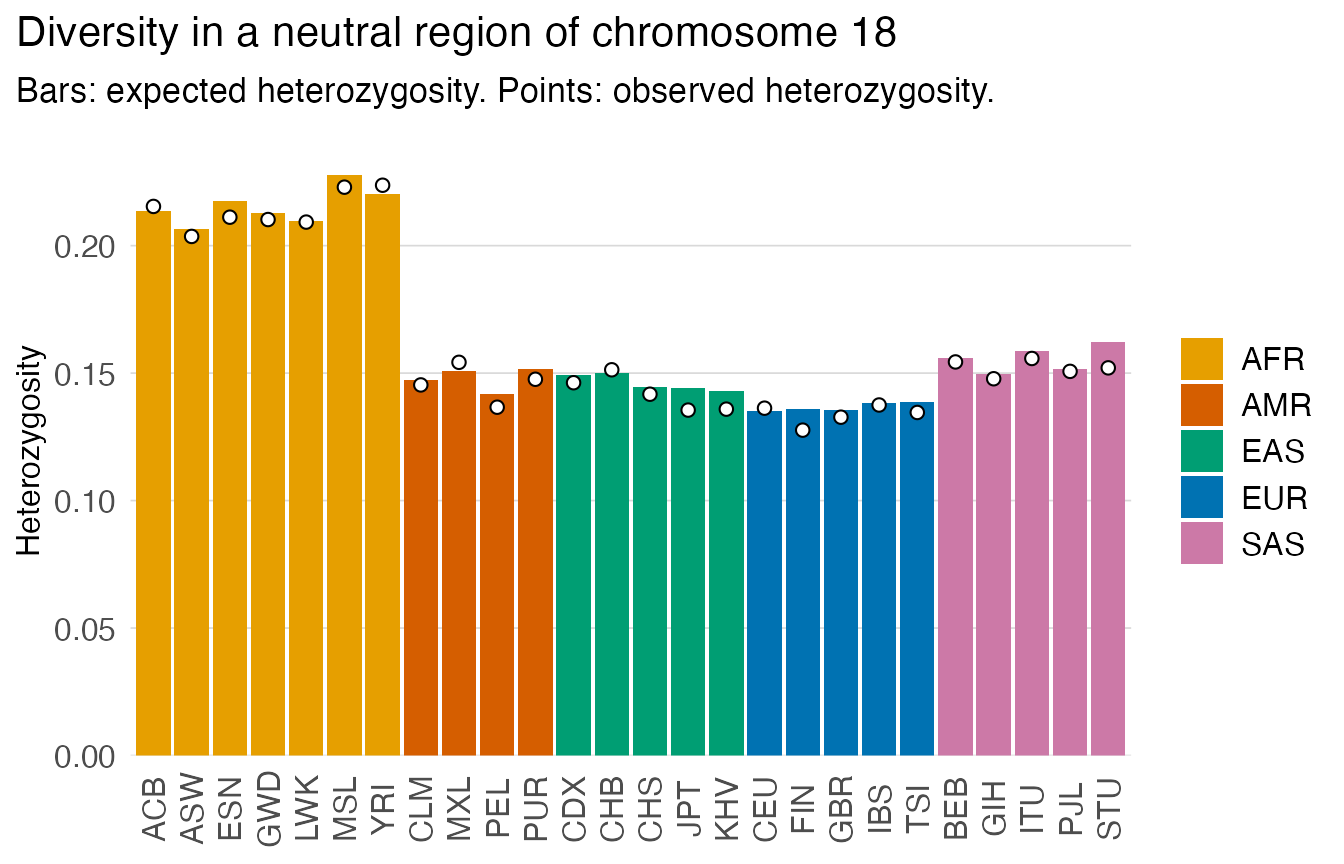 Diversity in a neutral region of chromosome 18
Bars: expected heterozygosity. Points: observed heterozygosity.
Heterozygosity
0.20
0.15
0.10
0.05
0.00
ACB
ASW
ESN
GWD
LWK
MSL
YRI
CLM
MXL
PEL
PUR
CDX
CHB
CHS
JPT
KHV
CEU
FIN
GBR
IBS
TSI
BEB
GIH
ITU
PJL
STU
AFR
AMR
EAS
EUR
SAS